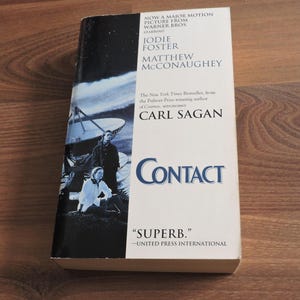 NOW A MAJOR MOTION
PICTURE FROM
WARNER BROS.
STARRING
JODIE
FOSTER
MATTHEW
MCCONAUGHEY
The New York Times Bestseller, from
the Pulitzer Prize-winning author
of Cosmos, astronomer
CARL SAGAN
CONTACT
"SUPERB."
—UNITED PRESS INTERNATIONAL